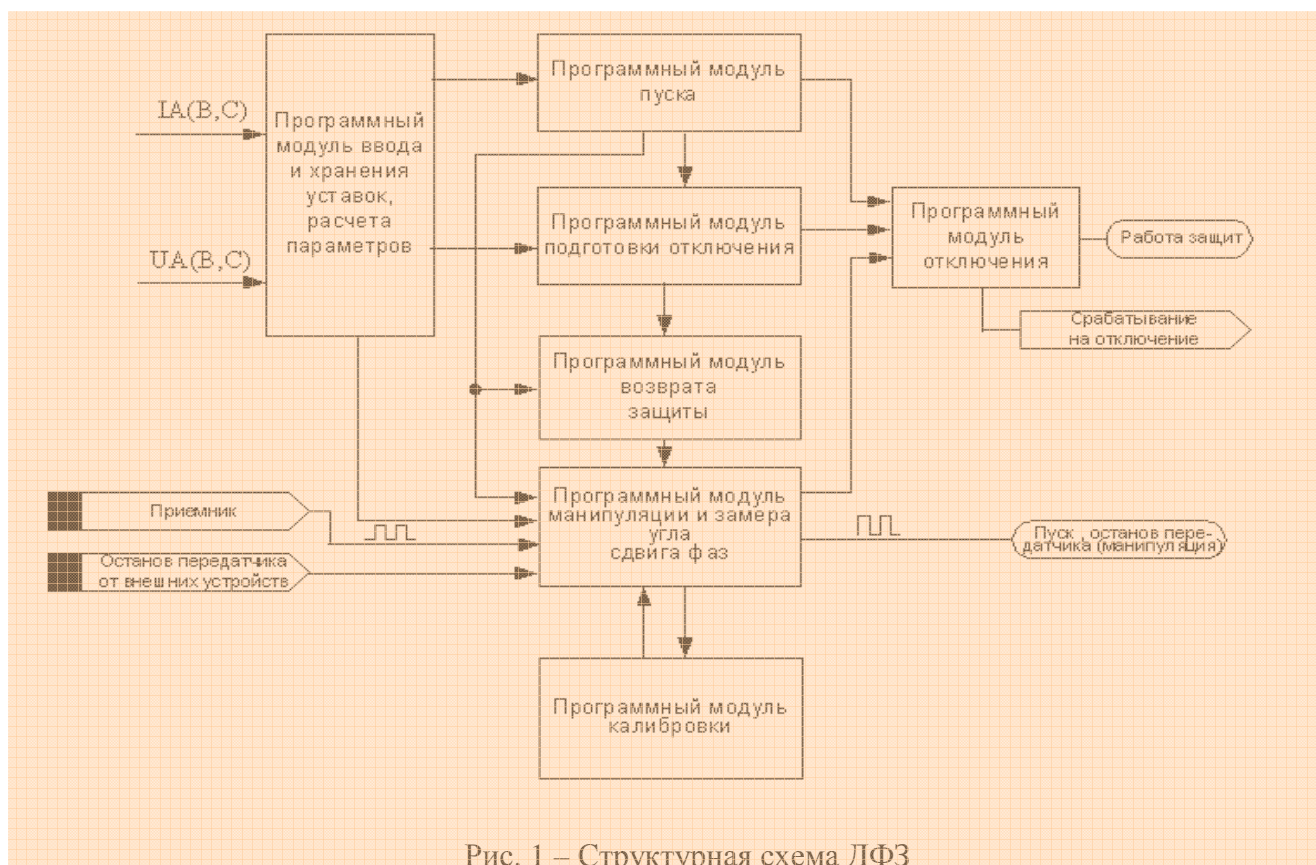 IA(B,C)
UA(B,C)
Программный
модуль ввода
и хранения
уставок,
расчета
параметров
Программный модуль
пуска
Программный модуль
подготовки отключения
Программный модуль
возврата
защиты
Программный модуль
манипуляции и замера
угла
сдвига фаз
Программный модуль
калибровки
Программный
модуль
отключения
Работа защит
Срабатывание
на отключение
Приемник
Останов передатчика
от внешних устройств
Пуск , останов пере-
датчика (манипуляция)
Рис. 1 – Структурная схема ДФЗ